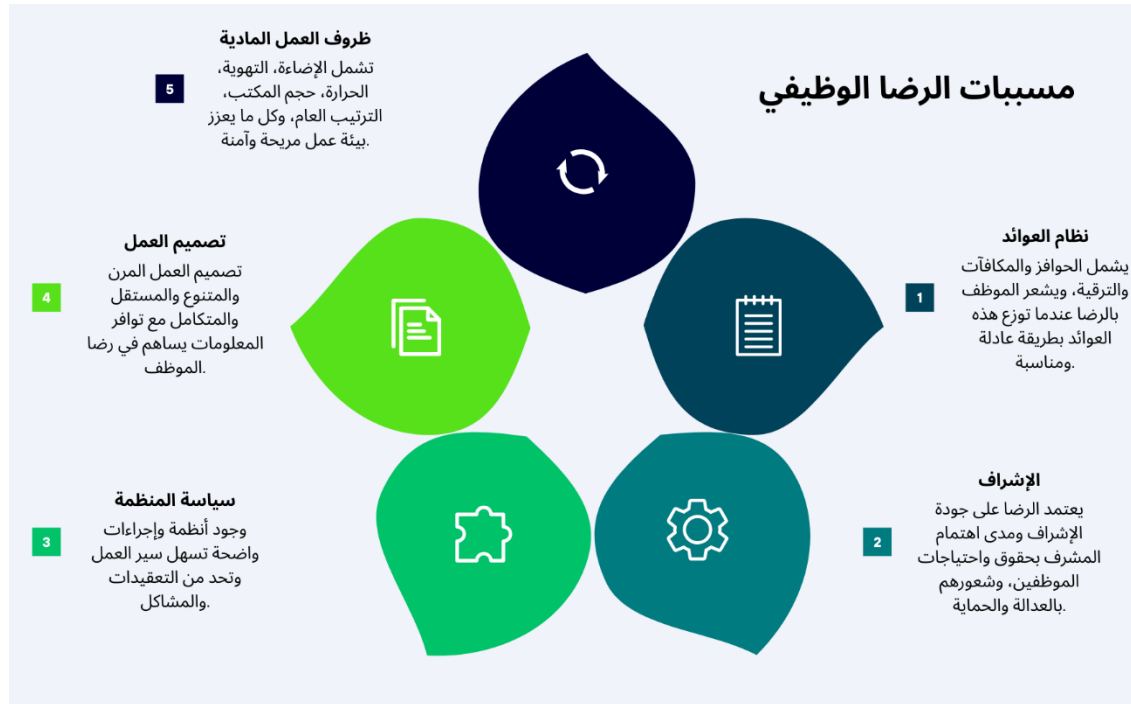 مسببات الرضا الوظيفي
1
نظام العوائد
يشمل الحوافز والمكافآت
والترقية، ويشعر الموظف
بالرضا عندما توزع هذه
العوائد بطريقة عادلة
ومناسبة.
2
الإشراف
يعتمد الرضا على جودة
الإشراف ومدى اهتمام
المشرف بحقوق واحتياجات
الموظفين، وشعورهم
بالعدالة والحماية.
3
سياسة المنظمة
وجود أنظمة وإجراءات
واضحة تسهل سير العمل
وتحد من التعقيدات
والمشاكل.
4
تصميم العمل
تصميم العمل المرن
والمتنوع والمستقل
والمتكامل مع توافر
المعلومات يساهم في رضا
الموظف.
5
ظروف العمل المادية
تشمل الإضاءة، التهوية،
الحرارة، حجم المكتب،
الترتيب العام، وكل ما يعزز
بيئة عمل مريحة وآمنة.